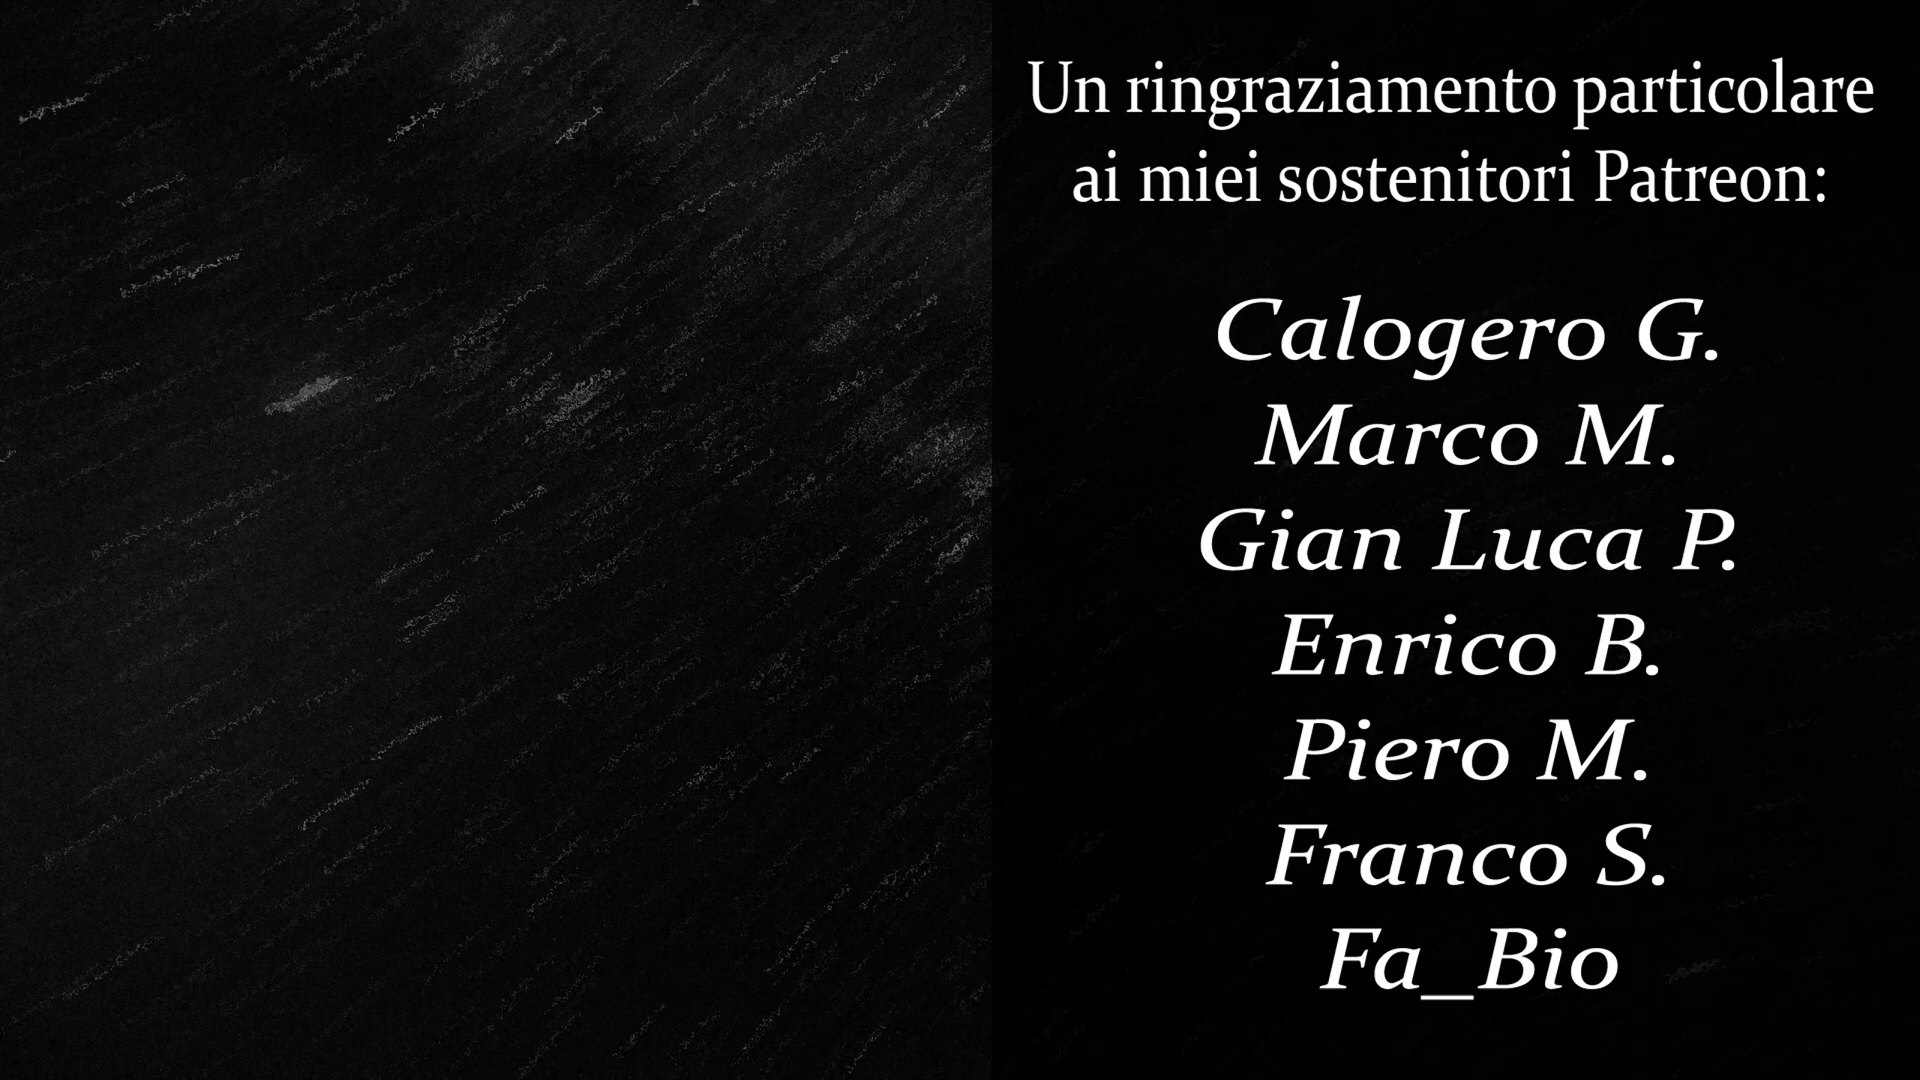 Un ringraziamento particolare
ai miei sostenitori Patreon:
Calogero G.
Marco M.
Gian Luca P.
Enrico B.
Piero M.
Franco S.
Fa_Bio